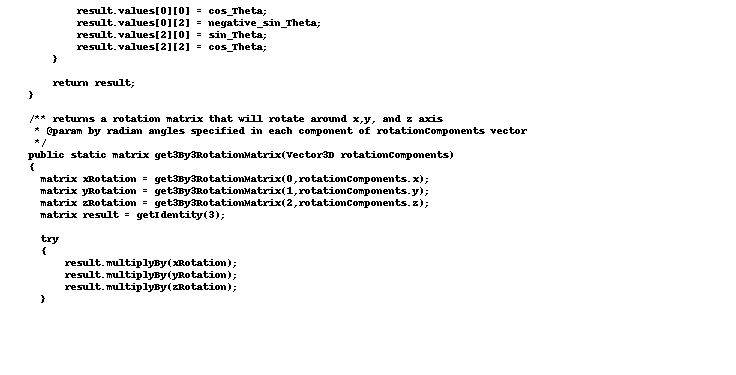 result.values[0][0] = cos_Theta;
result.values[0][2] = negative_sin_Theta;
result.values[2][0] = sin_Theta;
result.values[2][2] = cos_Theta;
}
return result;
}
/** returns a rotation matrix that will rotate around x,y, and z axis
* @param by radian angles specified in each component of rotationComponents vector
*/
public static matrix get3By3RotationMatrix(Vector3D rotationComponents)
{
matrix xRotation = get3By3RotationMatrix(0,rotationComponents.x);
matrix yRotation = get3By3RotationMatrix(1,rotationComponents.y);
matrix zRotation = get3By3RotationMatrix(2,rotationComponents.z);
matrix result = getIdentity(3);
try
{
result.multiplyBy(xRotation);
result.multiplyBy(yRotation);
result.multiplyBy(zRotation);
}